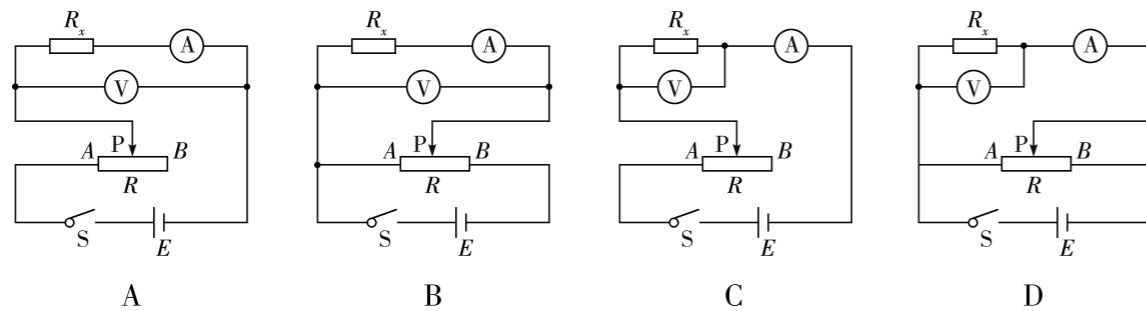 Rx A Rx A Rx A Rx A
V V V V
A P B A P B A P B A P B
R R R R
S E S E S E S E
A B C D